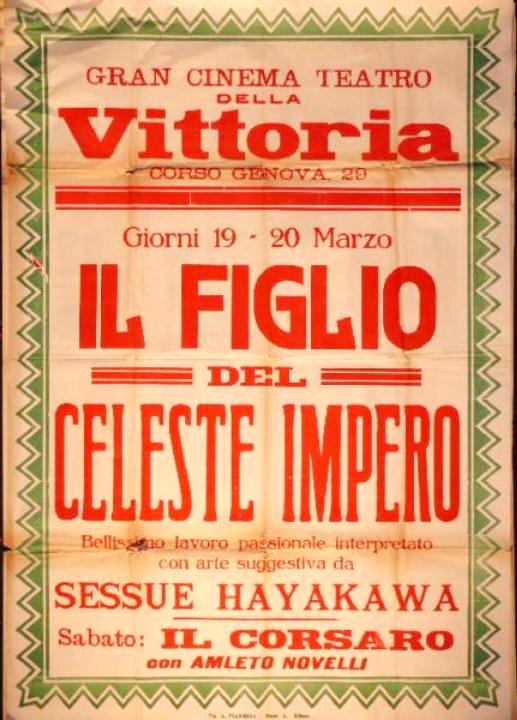 GRAN CINEMA TEATRO
DELLA
Vittoria
CORSO GENOVA, 29
Giorni 19 - 20 Marzo
IL FIGLIO
DEL
CELESTE IMPERO
Bellissimo lavoro passionale interpretato
con arte suggestiva da
SESSUE HAYAKAWA
Sabato: IL CORSARO
con AMLETO NOVELLI